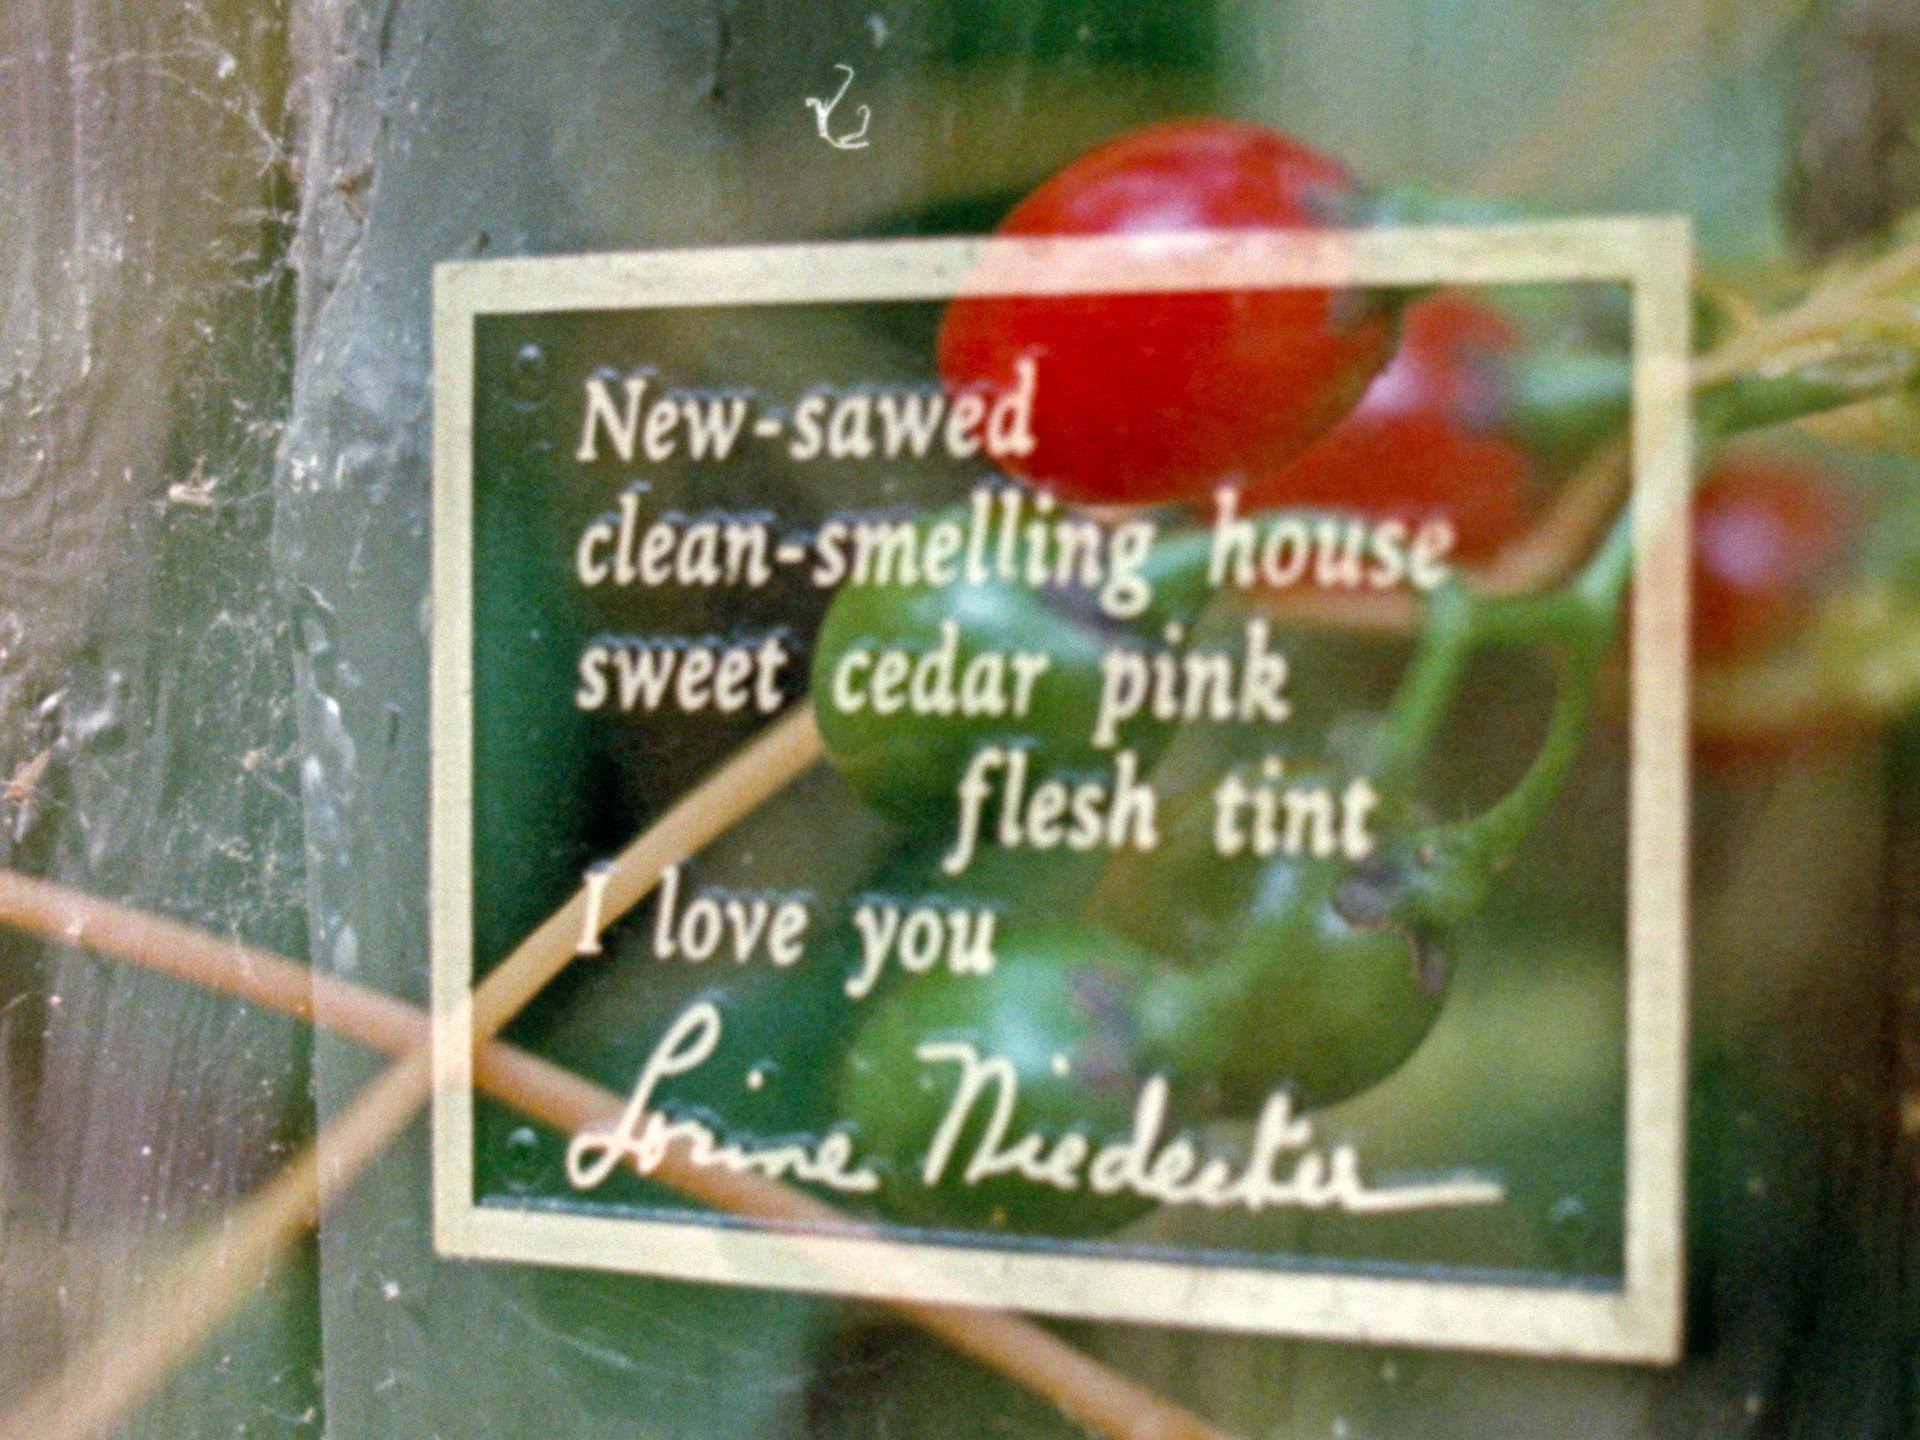 New-sawed
clean-smelling house
sweet cedar pink
flesh tint
I love you
Lorine Niedecker